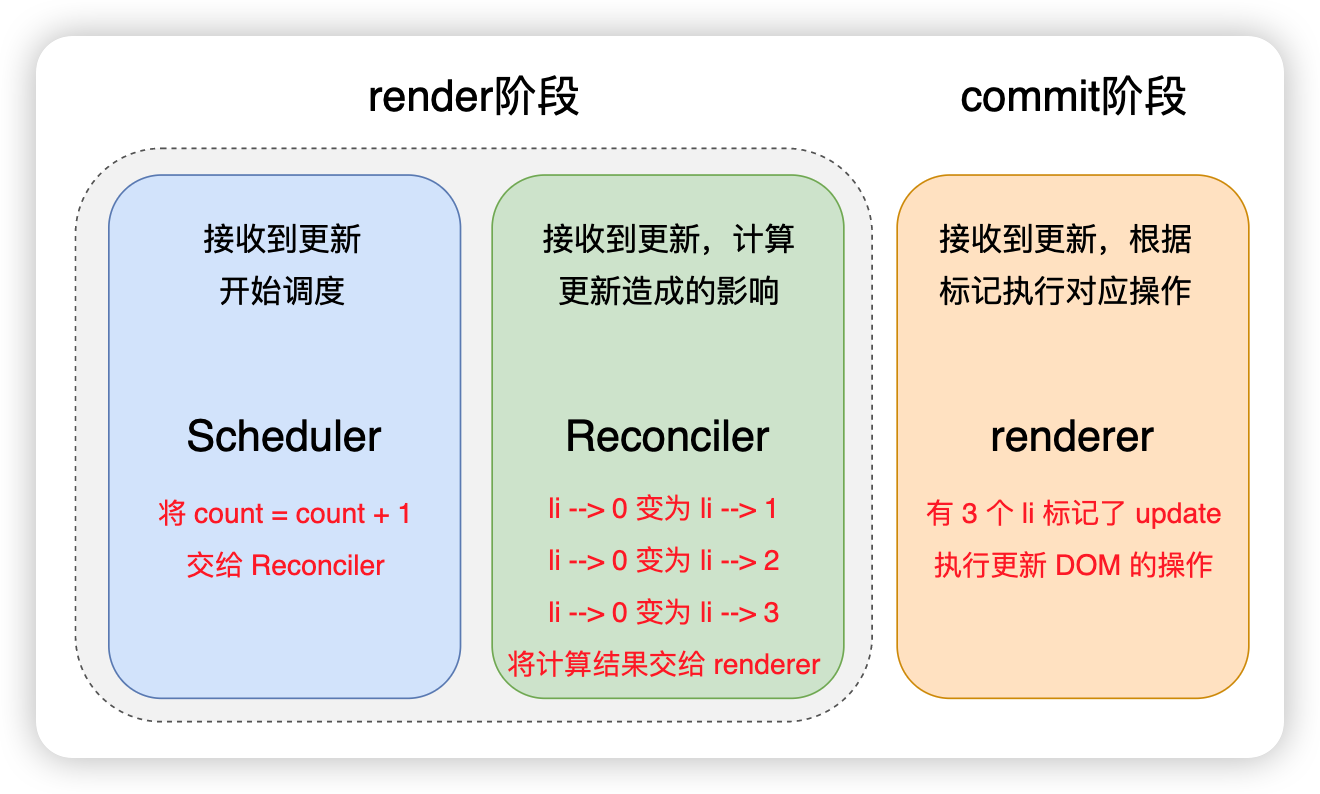 render阶段
commit阶段
接收到更新
开始调度
Scheduler
将 count = count + 1
交给 Reconciler
接收到更新，计算
更新造成的影响
Reconciler
li --> 0 变为 li --> 1
li --> 0 变为 li --> 2
li --> 0 变为 li --> 3
将计算结果交给 renderer
接收到更新，根据
标记执行对应操作
renderer
有 3 个 li 标记了 update
执行更新 DOM 的操作